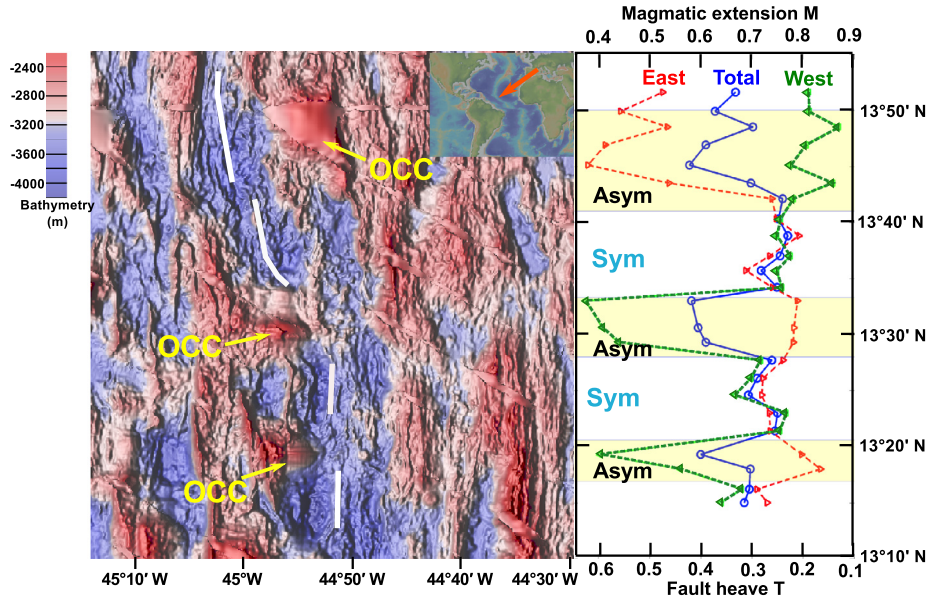 Magmatic extension M
0.4 0.5 0.6 0.7 0.8 0.9
-2400
-2800
-3200
-3600
-4000
Bathymetry
(m)
OCC
OCC
OCC
East Total West
Asym
Sym
Asym
Sym
Asym
13°50' N
13°40' N
13°30' N
13°20' N
13°10' N
45°10' W 45° W 44°50' W 44°40' W 44°30' W
0.6 0.5 0.4 0.3 0.2 0.1
Fault heave T